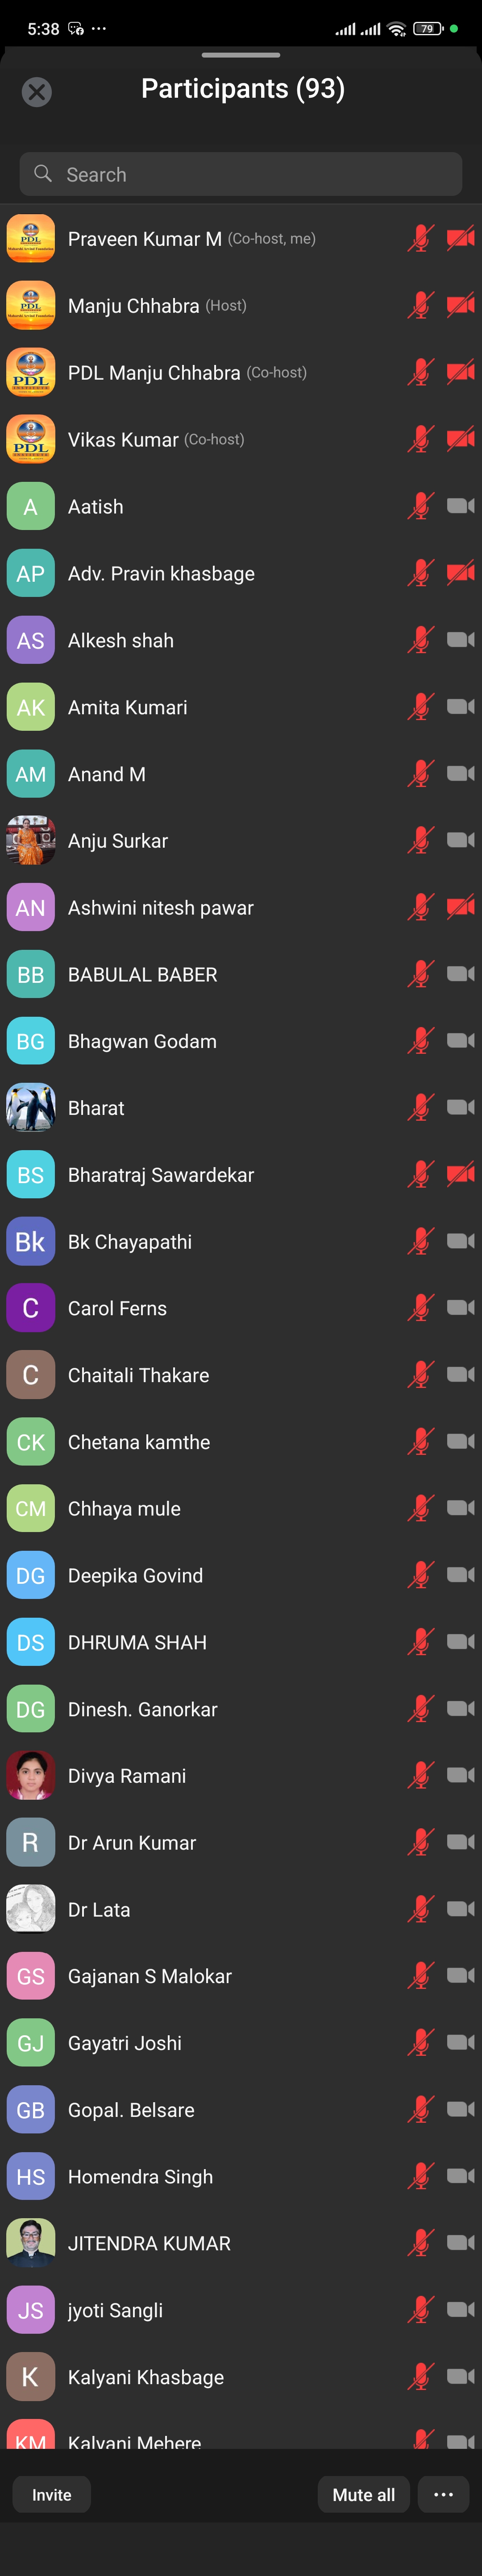 5:38
79
Participants (93)
Search
PDL
Praveen Kumar M (Co-host, me)
PDL
Manju Chhabra (Host)
PDL
PDL Manju Chhabra (Co-host)
PDL
Vikas Kumar (Co-host)
A
Aatish
AP
Adv. Pravin khasbage
AS
Alkesh shah
AK
Amita Kumari
AM
Anand M
Anju Surkar
AN
Ashwini nitesh pawar
BB
BABULAL BABER
BG
Bhagwan Godam
Bharat
BS
Bharatraj Sawardekar
Bk
Bk Chayapathi
C
Carol Ferns
C
Chaitali Thakare
CK
Chetana kamthe
CM
Chhaya mule
DG
Deepika Govind
DS
DHRUMA SHAH
DG
Dinesh. Ganorkar
Divya Ramani
R
Dr Arun Kumar
Dr Lata
GS
Gajanan S Malokar
GJ
Gayatri Joshi
GB
Gopal. Belsare
HS
Homendra Singh
JITENDRA KUMAR
JS
jyoti Sangli
K
Kalyani Khasbage
KM
Kalyani Mehere
Invite
Mute all